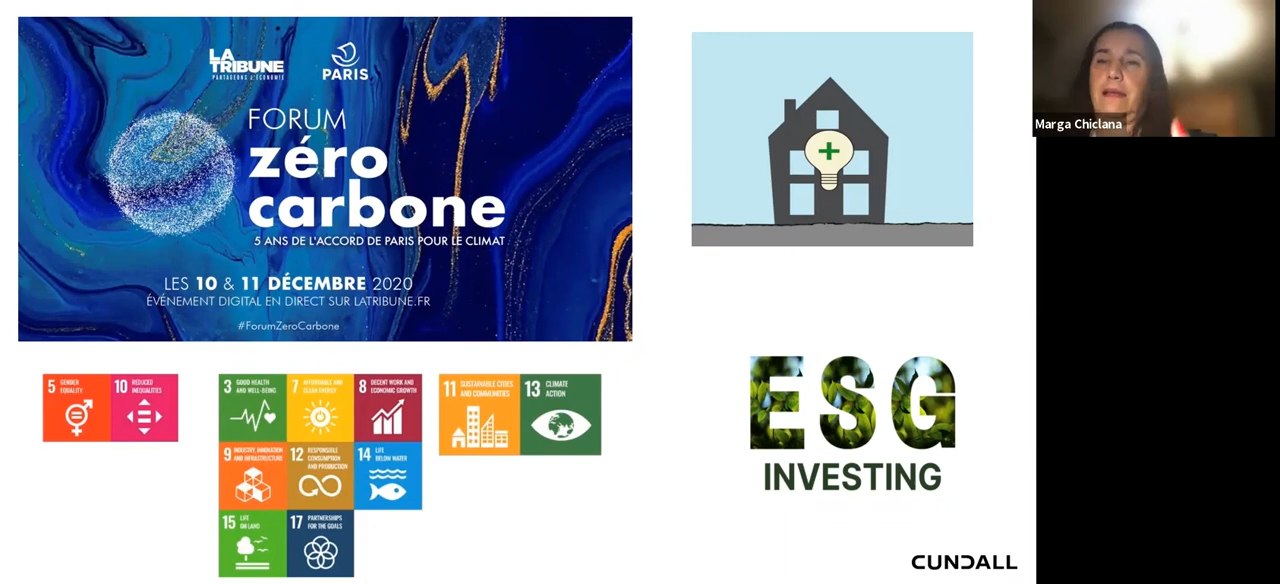 LA
TRIBUNE
PARTAGEONS L'ÉCONOMIE
PARIS
FORUM
zéro
carbone
5 ANS DE L'ACCORD DE PARIS POUR LE CLIMAT
LES 10 & 11 DÉCEMBRE 2020
ÉVÉNEMENT DIGITAL EN DIRECT SUR LATRIBUNE.FR
#ForumZeroCarbone
5 GENDER
EQUALITY
10 REDUCED
INEQUALITIES
3 GOOD HEALTH
AND WELL-BEING
7 AFFORDABLE AND
CLEAN ENERGY
8 DECENT WORK AND
ECONOMIC GROWTH
9 INDUSTRY, INNOVATION
AND INFRASTRUCTURE
12 RESPONSIBLE
CONSUMPTION
AND PRODUCTION
14 LIFE
BELOW WATER
15 LIFE
ON LAND
17 PARTNERSHIPS
FOR THE GOALS
11 SUSTAINABLE CITIES
AND COMMUNITIES
13 CLIMATE
ACTION
ESG
INVESTING
CUNDALL
Marga Chiclana